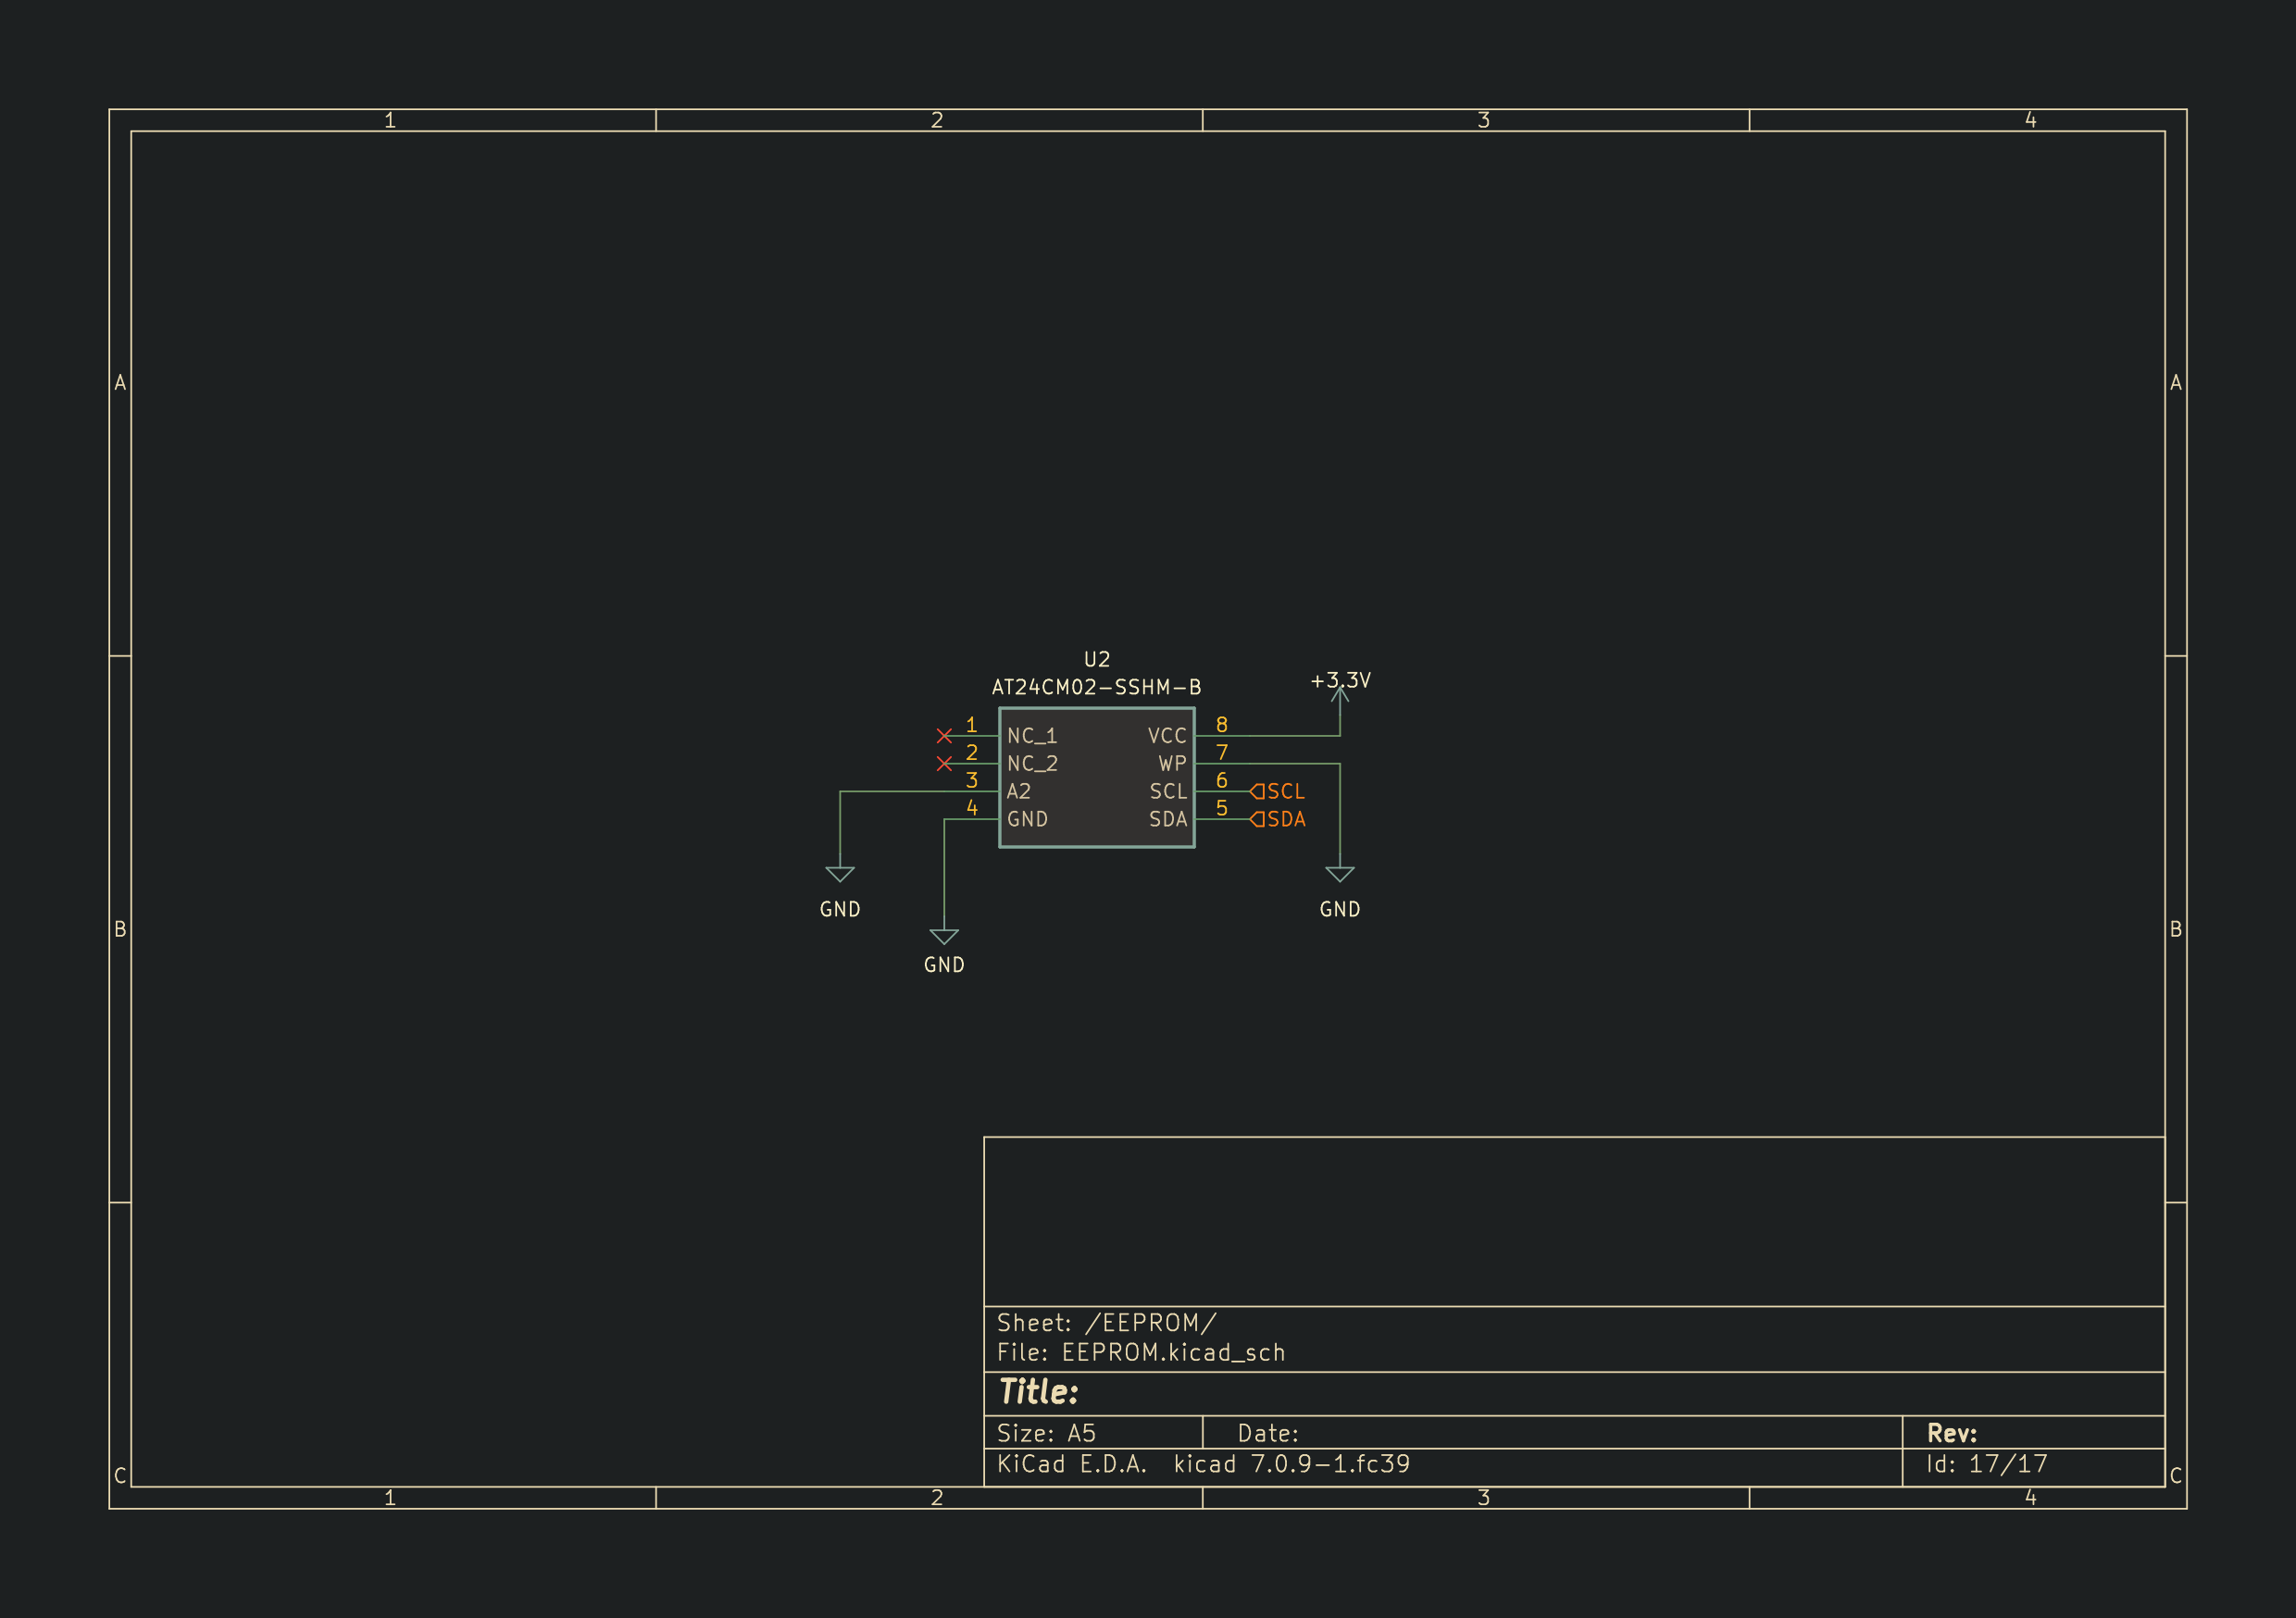 1 2 3 4
A A
U2
AT24CM02-SSHM-B
+3.3V
1 NC_1 VCC 8
2 NC_2 WP 7
3 A2 SCL 6 SCL
4 GND SDA 5 SDA
GND GND
B B
GND
Sheet: /EEPROM/
File: EEPROM.kicad_sch
Title:
Size: A5 Date: Rev:
KiCad E.D.A. kicad 7.0.9-1.fc39 Id: 17/17
C C
1 2 3 4